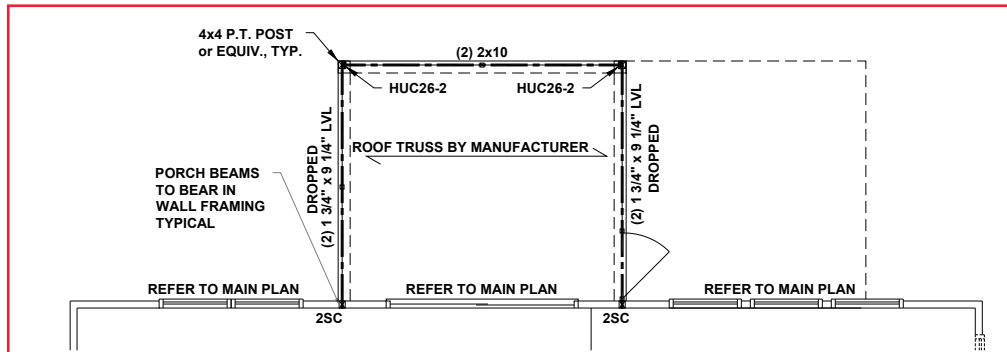 4x4 P.T. POST
or EQUIV., TYP.
(2) 2x10
HUC26-2
HUC26-2
DROPPED
(2) 1 3/4" x 9 1/4" LVL
ROOF TRUSS BY MANUFACTURER
(2) 1 3/4" x 9 1/4" LVL
DROPPED
PORCH BEAMS
TO BEAR IN
WALL FRAMING
TYPICAL
REFER TO MAIN PLAN
REFER TO MAIN PLAN
REFER TO MAIN PLAN
2SC
2SC